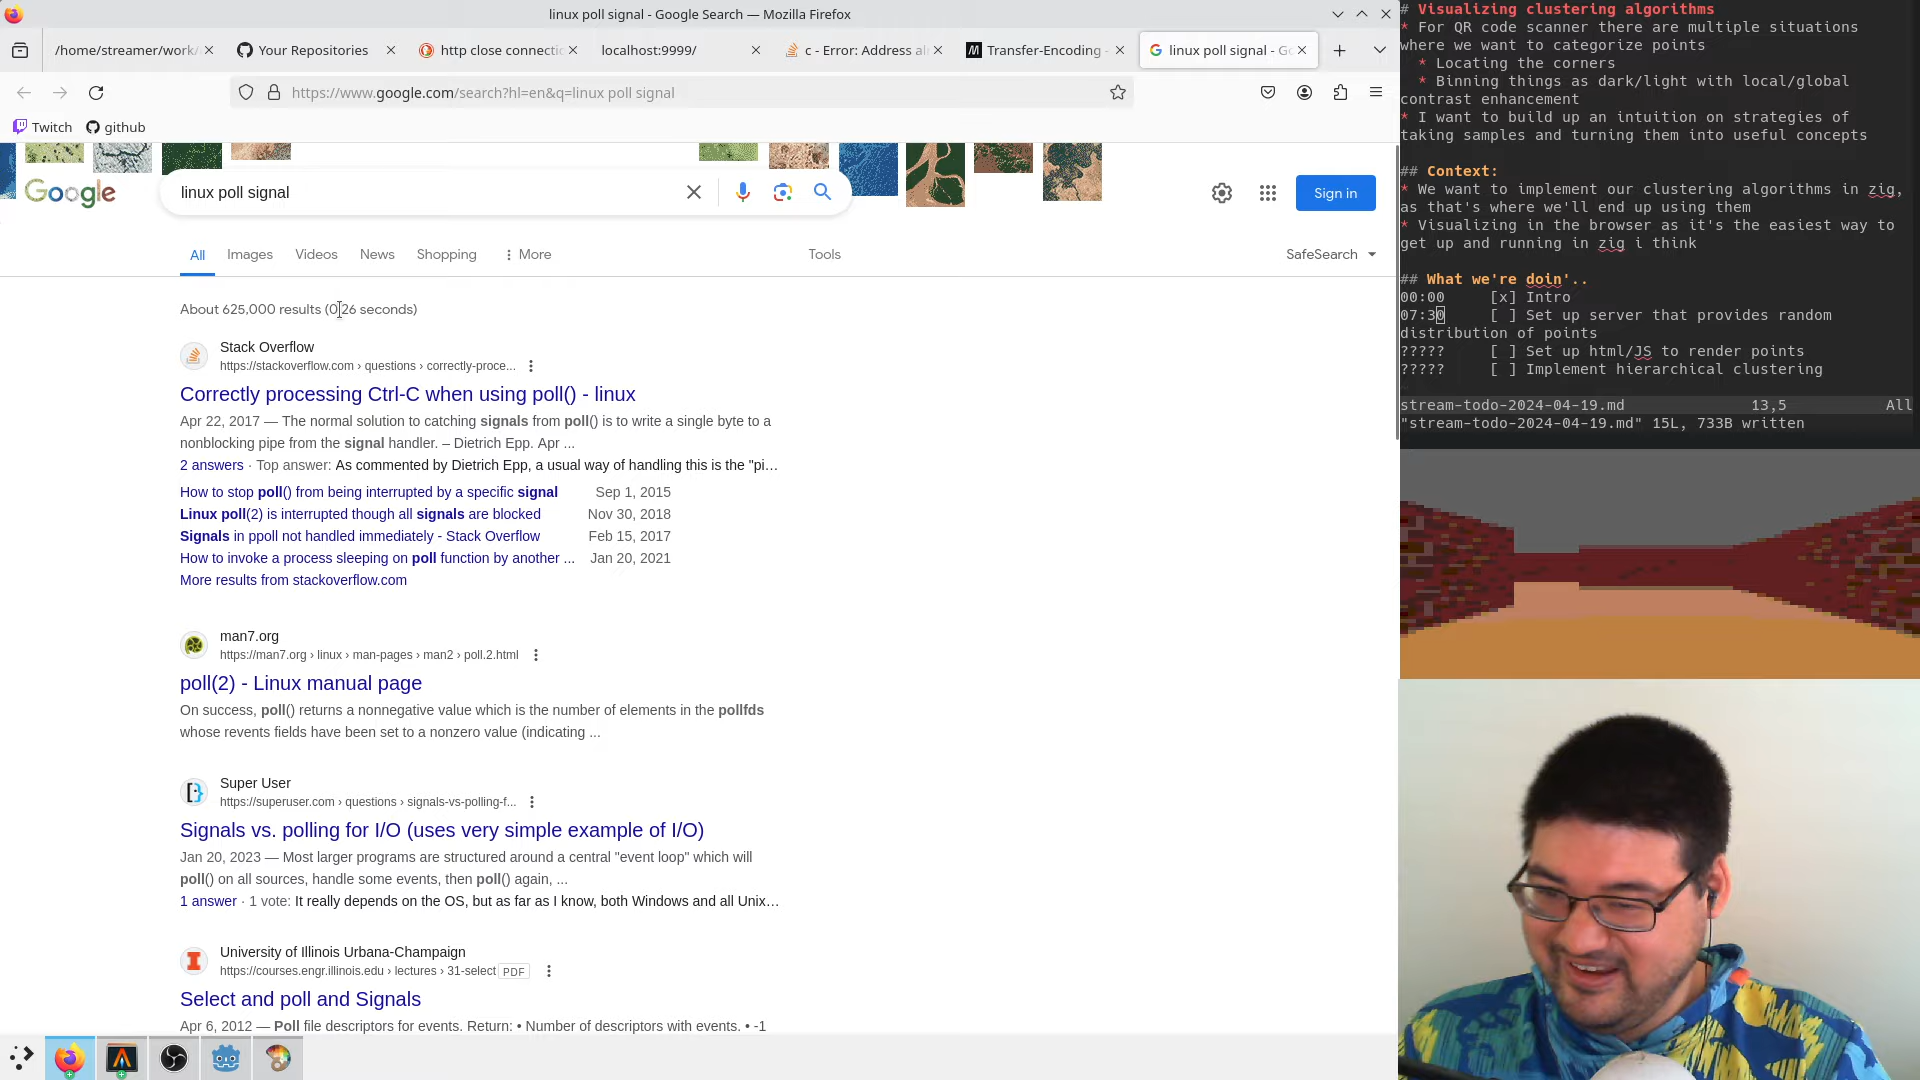 linux poll signal - Google Search — Mozilla Firefox
/home/streamer/work/
Your Repositories
http close connectio
localhost:9999/
c - Error: Address al
Transfer-Encoding -
linux poll signal - Go
https://www.google.com/search?hl=en&q=linux poll signal
Twitch
github
Google
linux poll signal
Sign in
All
Images
Videos
News
Shopping
More
Tools
SafeSearch
About 625,000 results (0.26 seconds)
Stack Overflow
https://stackoverflow.com › questions › correctly-proce...
Correctly processing Ctrl-C when using poll() - linux
Apr 22, 2017 — The normal solution to catching signals from poll() is to write a single byte to a
nonblocking pipe from the signal handler. – Dietrich Epp. Apr ...
2 answers · Top answer: As commented by Dietrich Epp, a usual way of handling this is the "pi…
How to stop poll() from being interrupted by a specific signal Sep 1, 2015
Linux poll(2) is interrupted though all signals are blocked Nov 30, 2018
Signals in ppoll not handled immediately - Stack Overflow Feb 15, 2017
How to invoke a process sleeping on poll function by another ... Jan 20, 2021
More results from stackoverflow.com
man7.org
https://man7.org › linux › man-pages › man2 › poll.2.html
poll(2) - Linux manual page
On success, poll() returns a nonnegative value which is the number of elements in the pollfds
whose revents fields have been set to a nonzero value (indicating ...
Super User
https://superuser.com › questions › signals-vs-polling-f...
Signals vs. polling for I/O (uses very simple example of I/O)
Jan 20, 2023 — Most larger programs are structured around a central "event loop" which will
poll() on all sources, handle some events, then poll() again, ...
1 answer · 1 vote: It really depends on the OS, but as far as I know, both Windows and all Unix…
University of Illinois Urbana-Champaign
https://courses.engr.illinois.edu › lectures › 31-select PDF
Select and poll and Signals
Apr 6, 2012 — Poll file descriptors for events. Return: • Number of descriptors with events. • -1
# Visualizing clustering algorithms
* For QR code scanner there are multiple situations
where we want to categorize points
* Locating the corners
* Binning things as dark/light with local/global
contrast enhancement
* I want to build up an intuition on strategies of
taking samples and turning them into useful concepts
## Context:
* We want to implement our clustering algorithms in zig,
as that's where we'll end up using them
* Visualizing in the browser as it's the easiest way to
get up and running in zig i think
## What we're doin'..
00:00 [x] Intro
07:30 [ ] Set up server that provides random
distribution of points
????? [ ] Set up html/JS to render points
????? [ ] Implement hierarchical clustering
stream-todo-2024-04-19.md 13,5 All
"stream-todo-2024-04-19.md" 15L, 733B written